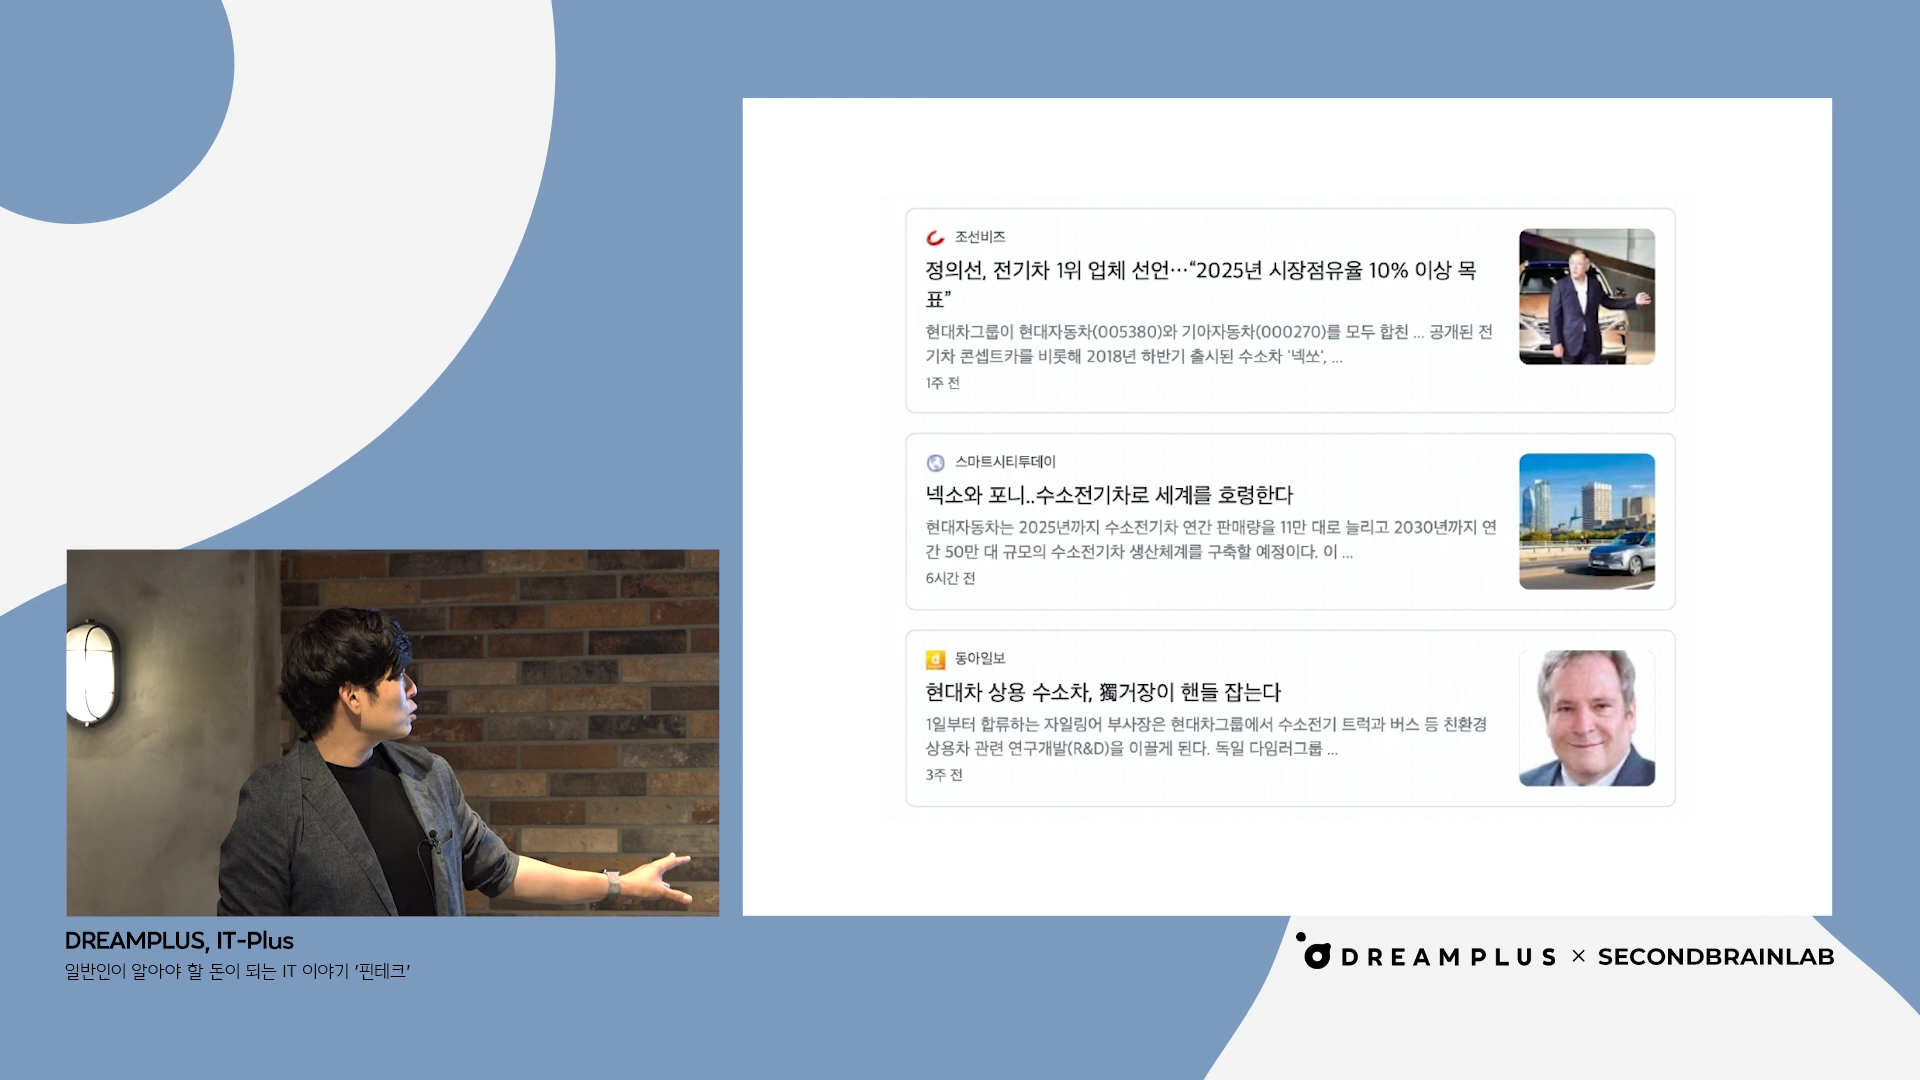 조선비즈
정의선, 전기차 1위 업체 선언…“2025년 시장점유율 10% 이상 목
표”
현대차그룹이 현대자동차(005380)와 기아자동차(000270)를 모두 합친 ... 공개된 전
기차 콘셉트카를 비롯해 2018년 하반기 출시된 수소차 '넥쏘', ...
1주 전
스마트시티투데이
넥소와 포니..수소전기차로 세계를 호령한다
현대자동차는 2025년까지 수소전기차 연간 판매량을 11만 대로 늘리고 2030년까지 연
간 50만 대 규모의 수소전기차 생산체계를 구축할 예정이다. 이 ...
6시간 전
동아일보
현대차 상용 수소차, 獨거장이 핸들 잡는다
1일부터 합류하는 자일링어 부사장은 현대차그룹에서 수소전기 트럭과 버스 등 친환경
상용차 관련 연구개발(R&D)을 이끌게 된다. 독일 다임러그룹 ...
3주 전
DREAMPLUS, IT-Plus
일반인이 알아야 할 돈이 되는 IT 이야기 '핀테크'
DREAMPLUS × SECONDBRAINLAB